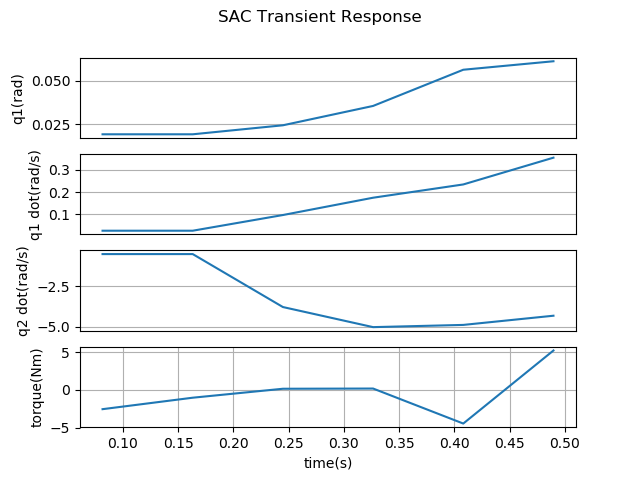 SAC Transient Response
q1(rad)
0.050
0.025
q1 dot(rad/s)
0.3
0.2
0.1
q2 dot(rad/s)
−2.5
−5.0
torque(Nm)
5
0
−5
0.10 0.15 0.20 0.25 0.30 0.35 0.40 0.45 0.50
time(s)